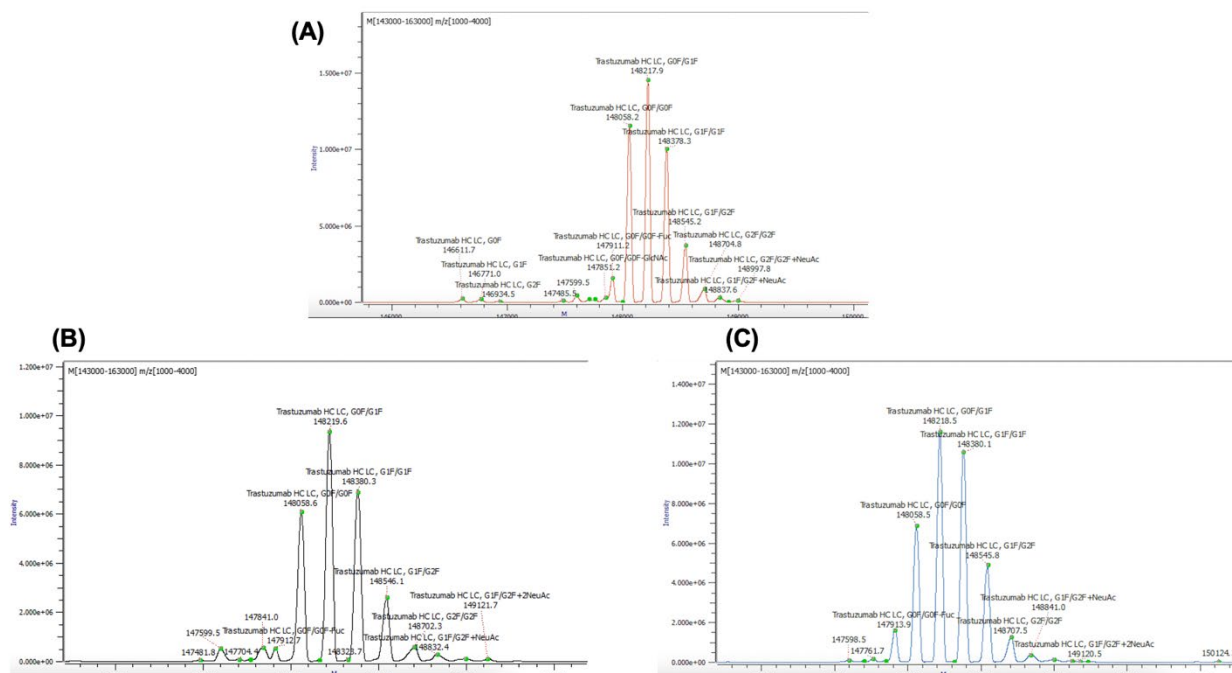 (A)
M[143000-163000] m/z[1000-4000]
Trastuzumab HC LC, G0F/G1F
148217.9
1.500e+07
Trastuzumab HC LC, G0F/G0F
148058.2
Trastuzumab HC LC, G1F/G1F
148378.3
1.000e+07
Intensity
Trastuzumab HC LC, G1F/G2F
148545.2
5.000e+06
Trastuzumab HC LC, G0F
146611.7
Trastuzumab HC LC, G0F/G0F-Fuc
147911.2
Trastuzumab HC LC, G2F/G2F
148704.8
Trastuzumab HC LC, G1F
146771.0
Trastuzumab HC LC, G0F/G0F-GlcNAc
147851.2
Trastuzumab HC LC, G2F/G2F+NeuAc
148997.8
Trastuzumab HC LC, G2F
146934.5
147599.5
147485.5
Trastuzumab HC LC, G1F/G2F+NeuAc
148837.6
0.000e+00
146000 147000 148000 149000 150000
M
(B)
M[143000-163000] m/z[1000-4000]
1.200e+07
Trastuzumab HC LC, G0F/G1F
148219.6
1.000e+07
Trastuzumab HC LC, G1F/G1F
148380.3
8.000e+06
Trastuzumab HC LC, G0F/G0F
148058.6
6.000e+06
Intensity
4.000e+06
Trastuzumab HC LC, G1F/G2F
148546.1
Trastuzumab HC LC, G1F/G2F+2NeuAc
149121.7
2.000e+06
147841.0
Trastuzumab HC LC, G2F/G2F
148702.3
147599.5
Trastuzumab HC LC, G0F/G0F-Fuc
147912.7
Trastuzumab HC LC, G1F/G2F+NeuAc
148832.4
147481.8
147704.4
148323.7
0.000e+00
M
(C)
M[143000-163000] m/z[1000-4000]
1.400e+07
Trastuzumab HC LC, G0F/G1F
148218.5
1.200e+07
Trastuzumab HC LC, G1F/G1F
148380.1
1.000e+07
Trastuzumab HC LC, G0F/G0F
148058.5
8.000e+06
Intensity
6.000e+06
Trastuzumab HC LC, G1F/G2F
148545.8
4.000e+06
Trastuzumab HC LC, G1F/G2F+NeuAc
148841.0
Trastuzumab HC LC, G0F/G0F-Fuc
147913.9
Trastuzumab HC LC, G2F/G2F
148707.5
2.000e+06
147598.5
147761.7
Trastuzumab HC LC, G1F/G2F+2NeuAc
149120.5
150124.
0.000e+00